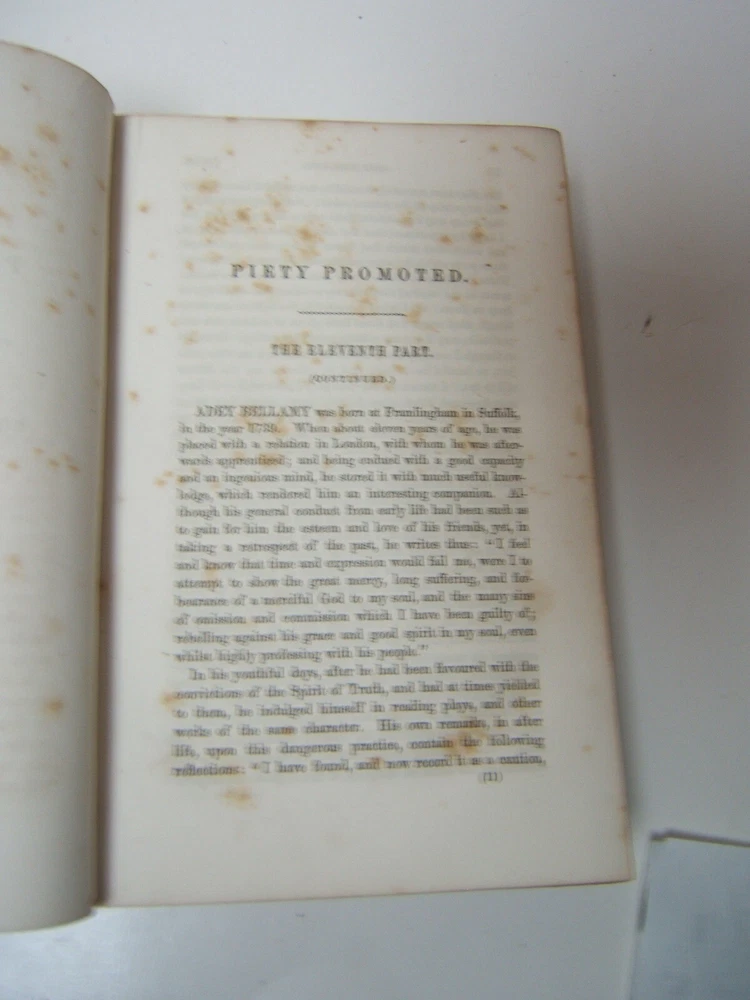 PIETY PROMOTED.
THE ELEVENTH PART.
(CONTINUED.)
ADEY BELLAMY was born at Framlingham in Suffolk,
in the year 1739. When about eleven years of age, he was
placed with a relation in London, with whom he was after-
wards apprenticed; and being endued with a good capacity
and an ingenious mind, he stored it with much useful know-
ledge, which rendered him an interesting companion. Al-
though his general conduct from early life had been such as
to gain for him the esteem and love of his friends, yet, in
taking a retrospect of the past, he writes thus: "I feel
and know that time and expression would fail me, were I to
attempt to show the great mercy, long suffering, and for-
bearance of a merciful God to my soul, and the many sins
of omission and commission which I have been guilty of;
rebelling against his grace and good spirit in my soul, even
whilst highly professing with his people."
In his youthful days, after he had been favoured with the
convictions of the Spirit of Truth, and had at times yielded
to them, he indulged himself in reading plays, and other
works of the same character. His own remarks, in after
life, upon this dangerous practice, contain the following
reflections: "I have found, and now record it as a caution,
(11)